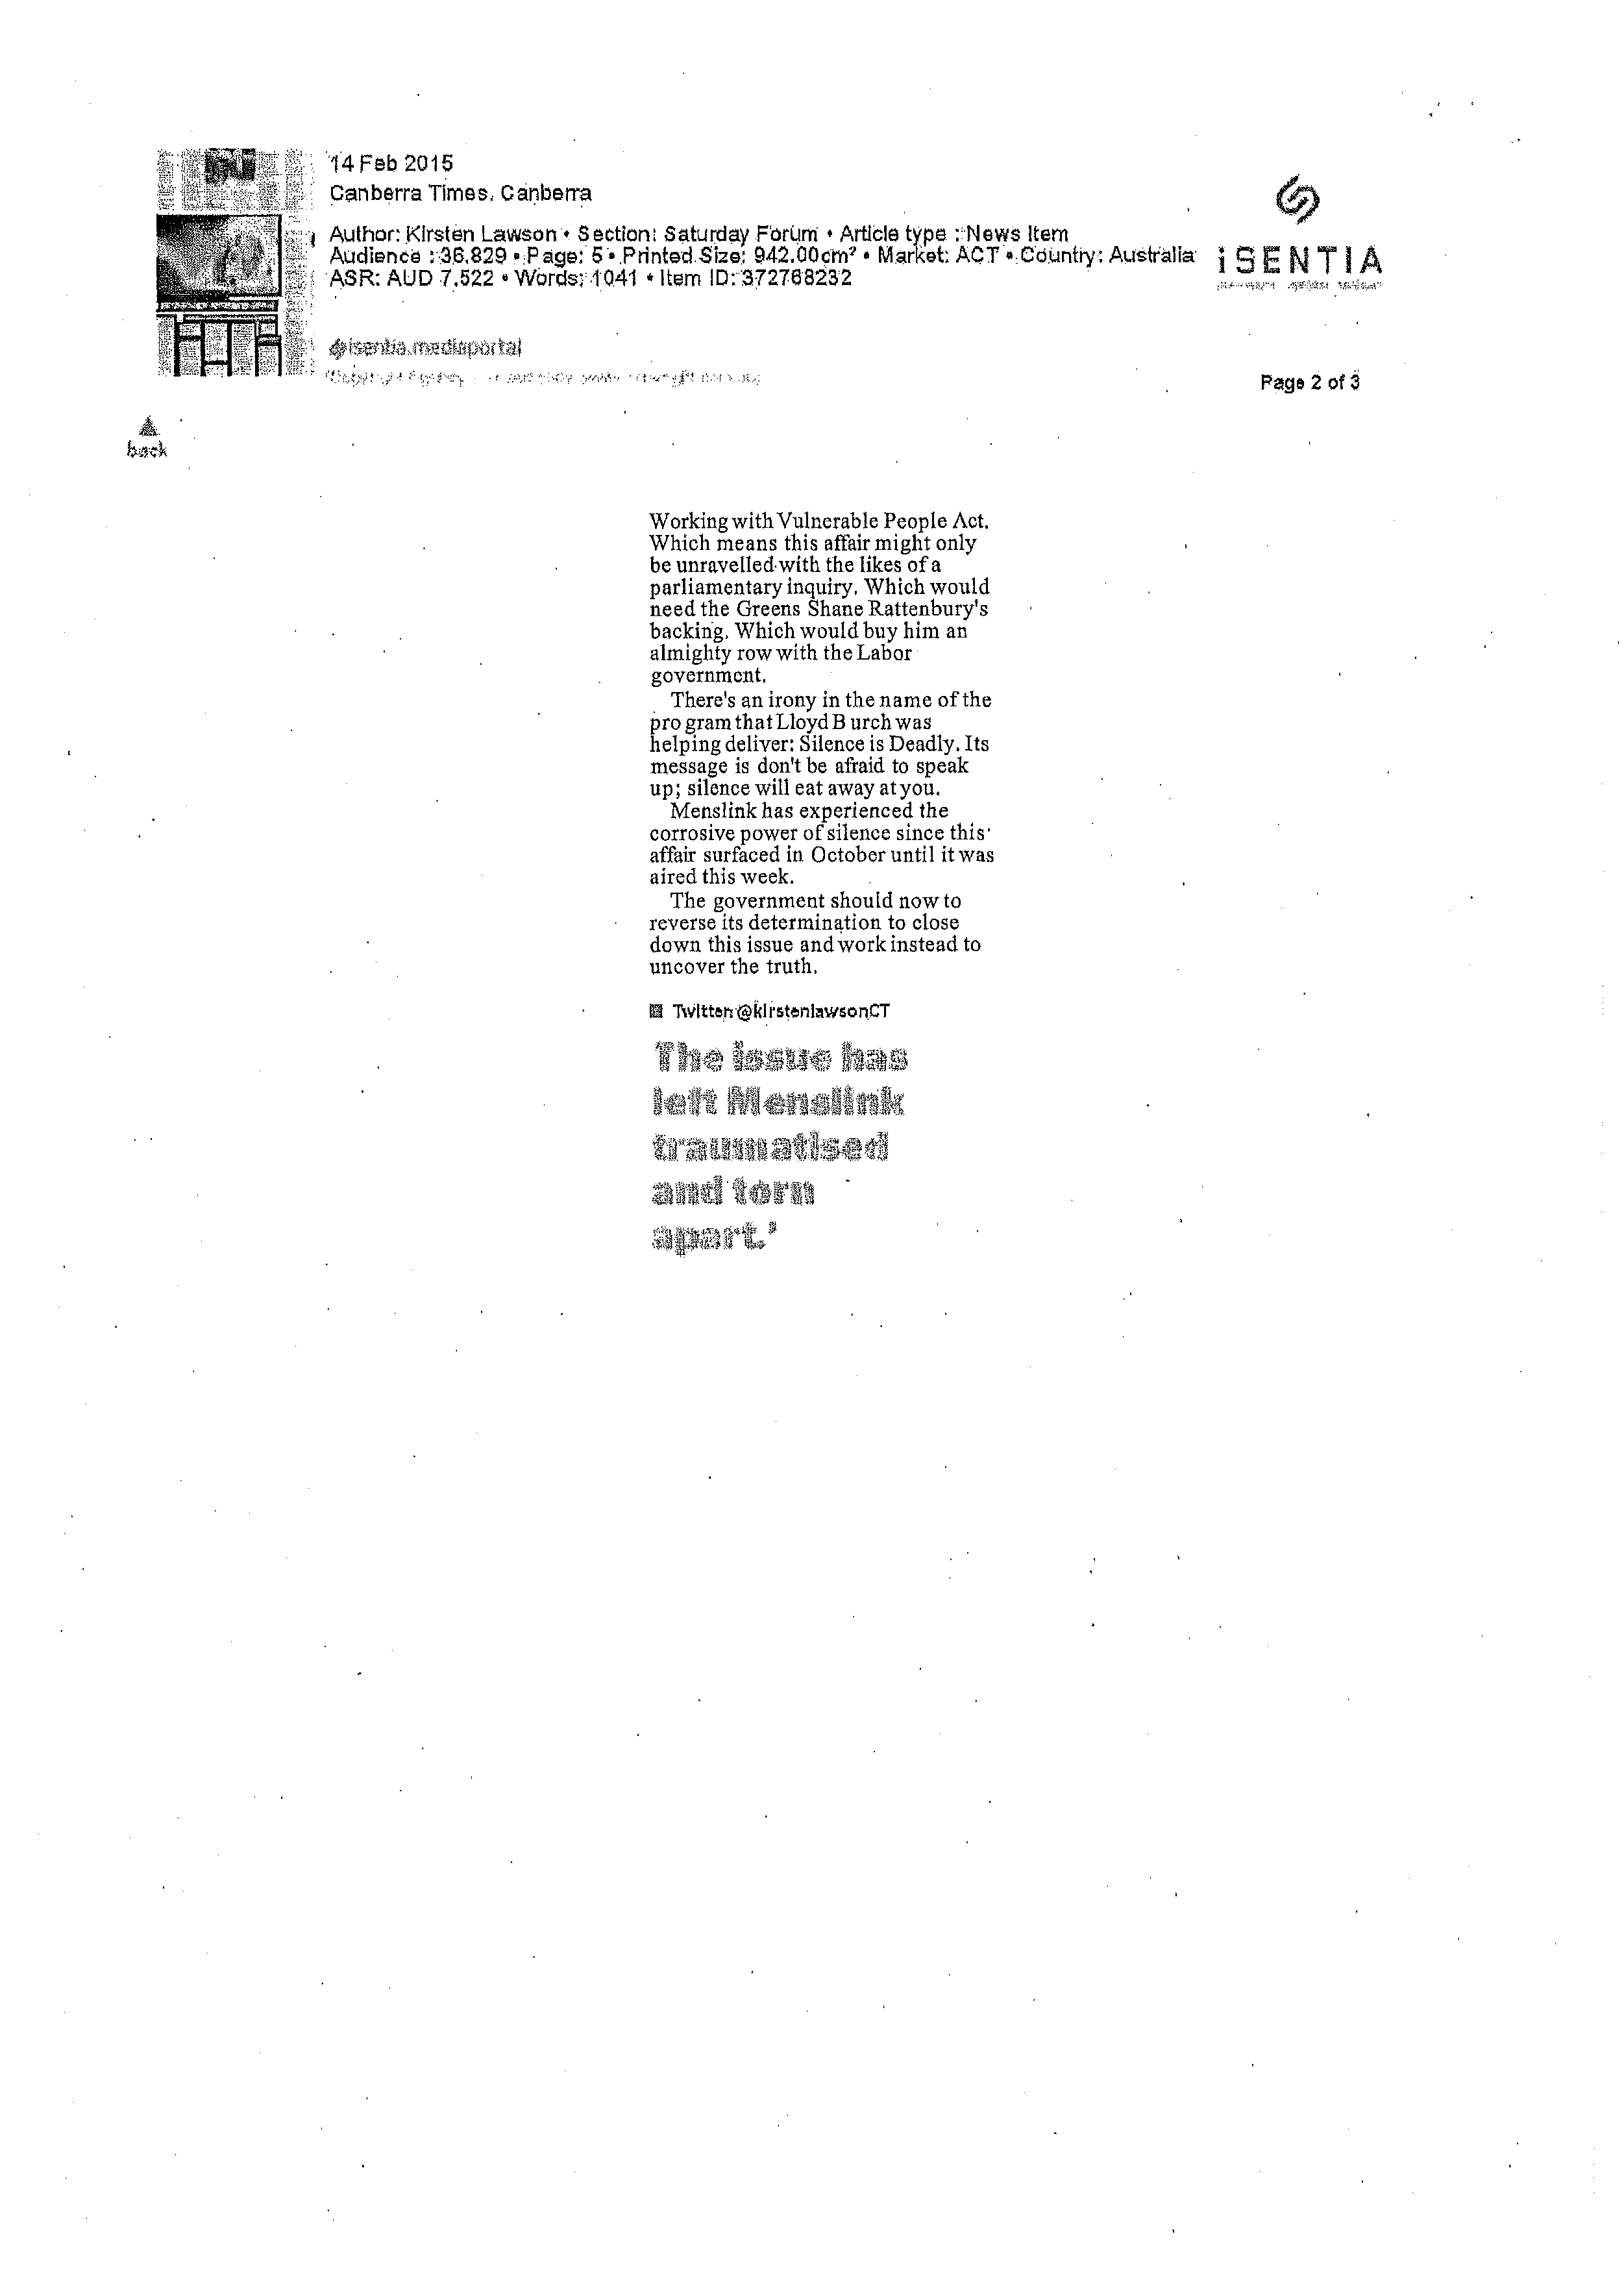 14 Feb 2015
Canberra Times, Canberra
Author: Kirsten Lawson • Section: Saturday Forum • Article type : News Item
Audience : 36,829 • Page: 5 • Printed Size: 942.00cm² • Market: ACT • Country: Australia
ASR: AUD 7,522 • Words: 1041 • Item ID: 372768232
iSENTIA
mediaportal
Page 2 of 3
back
Working with Vulnerable People Act.
Which means this affair might only
be unravelled with the likes of a
parliamentary inquiry. Which would
need the Greens Shane Rattenbury's
backing. Which would buy him an
almighty row with the Labor
government.
There's an irony in the name of the
program that Lloyd Burch was
helping deliver: Silence is Deadly. Its
message is don't be afraid to speak
up; silence will eat away at you.
Menslink has experienced the
corrosive power of silence since this
affair surfaced in October until it was
aired this week.
The government should now to
reverse its determination to close
down this issue and work instead to
uncover the truth.
Twitter: @kirstenlawsonCT
The issue has
left Menslink
traumatised
and torn
apart.'